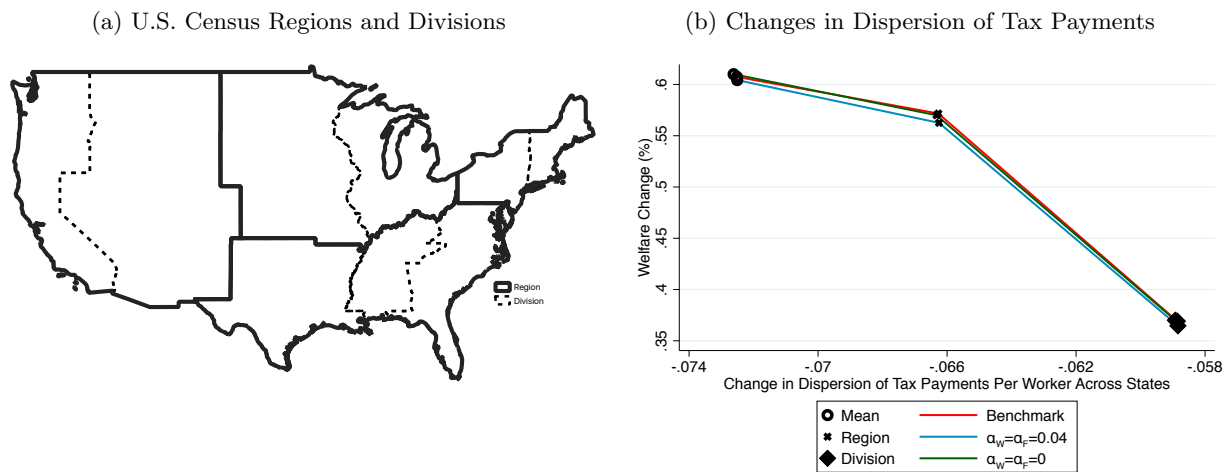 (a) U.S. Census Regions and Divisions
Region
Division
(b) Changes in Dispersion of Tax Payments
Welfare Change (%)
.6
.55
.5
.45
.4
.35
-.074 -.07 -.066 -.062 -.058
Change in Dispersion of Tax Payments Per Worker Across States
Mean Benchmark
Region α_W=α_F=0.04
Division α_W=α_F=0